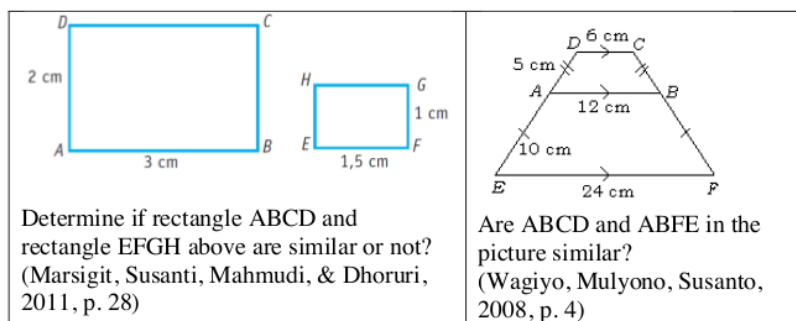 D
C
2 cm
A
B
3 cm
H
G
1 cm
E
F
1,5 cm
Determine if rectangle ABCD and
rectangle EFGH above are similar or not?
(Marsigit, Susanti, Mahmudi, & Dhoruri,
2011, p. 28)
D 6 cm C
5 cm
A
B
12 cm
10 cm
E
F
24 cm
Are ABCD and ABFE in the
picture similar?
(Wagiyo, Mulyono, Susanto,
2008, p. 4)